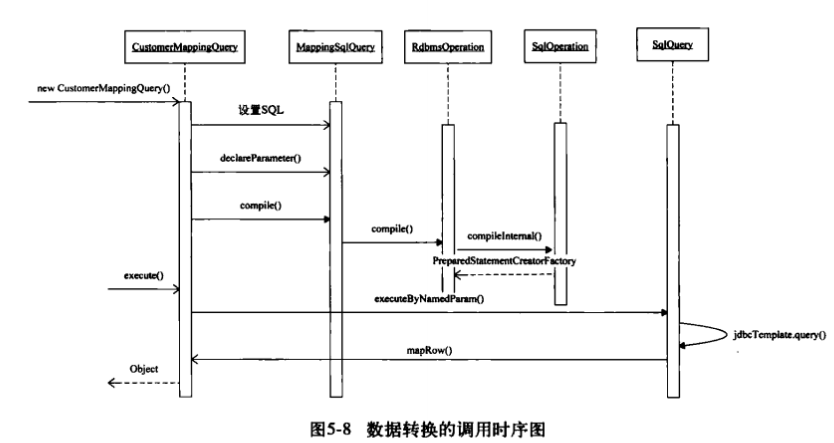 CustomerMappingQuery MappingSqlQuery RdbmsOperation SqlOperation SqlQuery
new CustomerMappingQuery()
设置SQL
declareParameter()
compile()
compile()
compileInternal()
PreparedStatementCreatorFactory
execute()
executeByNamedParam()
jdbcTemplate.query()
mapRow()
Object
图5-8 数据转换的调用时序图